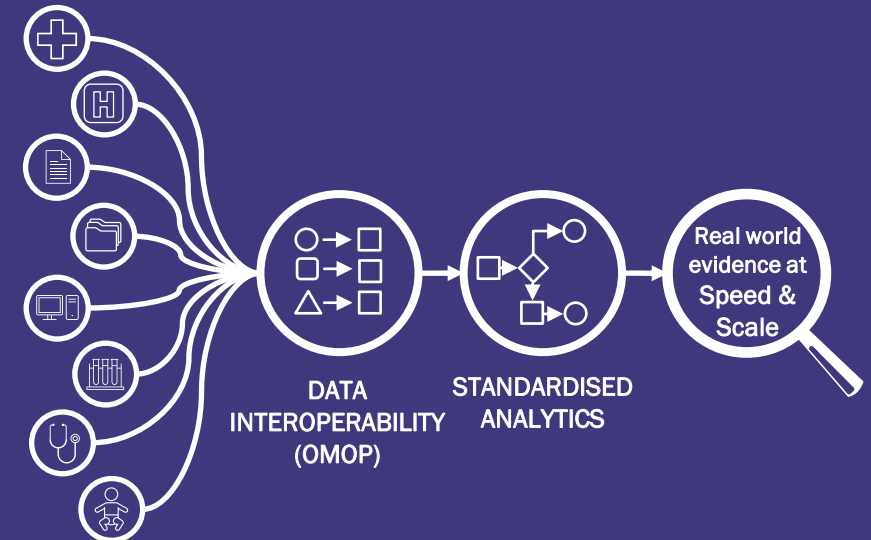 H
DATA
INTEROPERABILITY
(OMOP)
STANDARDISED
ANALYTICS
Real world
evidence at
Speed &
Scale